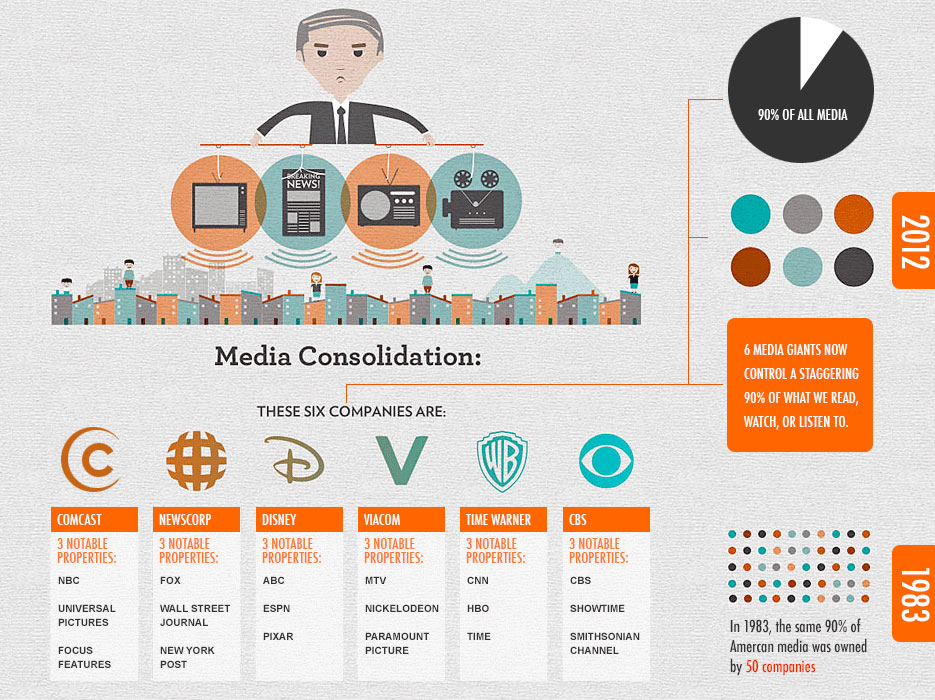 BREAKING
NEWS!
90% OF ALL MEDIA
2012
6 MEDIA GIANTS NOW
CONTROL A STAGGERING
90% OF WHAT WE READ,
WATCH, OR LISTEN TO.
Media Consolidation:
THESE SIX COMPANIES ARE:
C
D
V
WB
COMCAST
3 NOTABLE
PROPERTIES:
NBC
UNIVERSAL
PICTURES
FOCUS
FEATURES
NEWSCORP
3 NOTABLE
PROPERTIES:
FOX
WALL STREET
JOURNAL
NEW YORK
POST
DISNEY
3 NOTABLE
PROPERTIES:
ABC
ESPN
PIXAR
VIACOM
3 NOTABLE
PROPERTIES:
MTV
NICKELODEON
PARAMOUNT
PICTURE
TIME WARNER
3 NOTABLE
PROPERTIES:
CNN
HBO
TIME
CBS
3 NOTABLE
PROPERTIES:
CBS
SHOWTIME
SMITHSONIAN
CHANNEL
1983
In 1983, the same 90% of
Amercan media was owned
by 50 companies